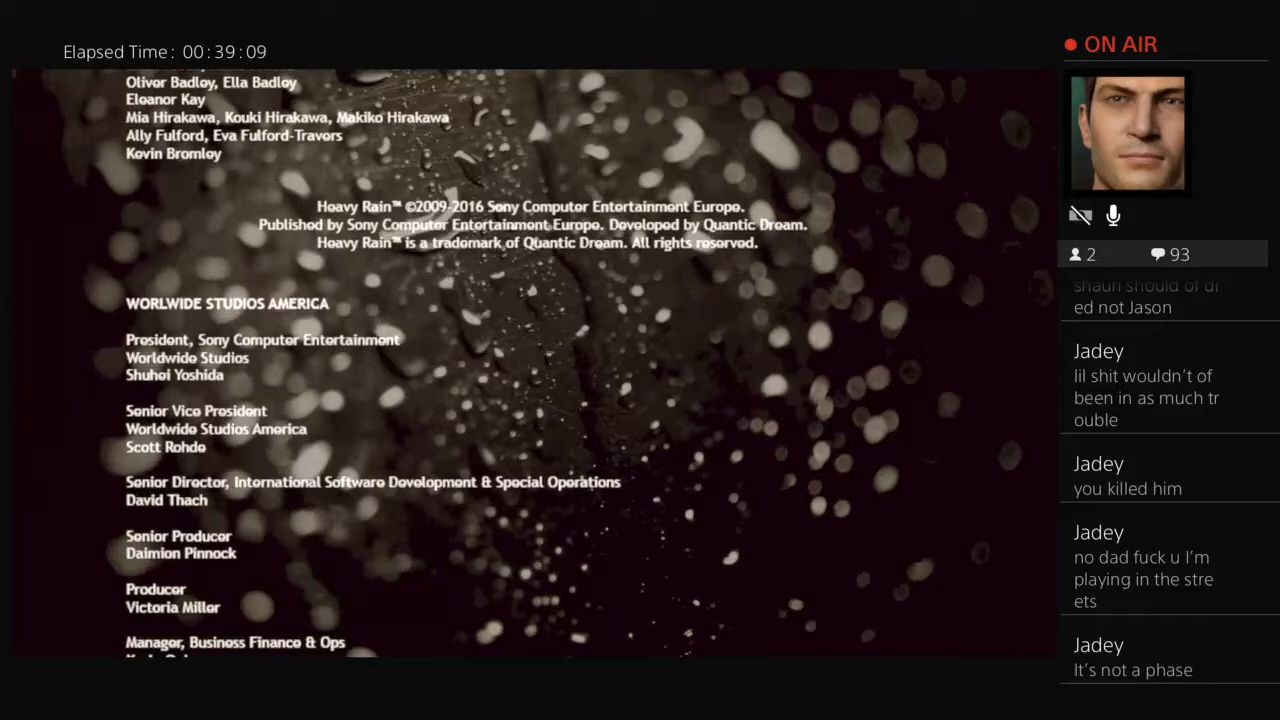 Elapsed Time: 00:39:09
ON AIR
Oliver Badley, Ella Badley
Eleanor Kay
Mia Hirakawa, Kouki Hirakawa, Makiko Hirakawa
Ally Fulford, Eva Fulford-Travers
Kevin Bromley
Heavy Rain™ ©2009-2016 Sony Computer Entertainment Europe.
Published by Sony Computer Entertainment Europe. Developed by Quantic Dream.
Heavy Rain™ is a trademark of Quantic Dream. All rights reserved.
WORLWIDE STUDIOS AMERICA
President, Sony Computer Entertainment
Worldwide Studios
Shuhei Yoshida
Senior Vice President
Worldwide Studios America
Scott Rohde
Senior Director, International Software Development & Special Operations
David Thach
Senior Producer
Daimion Pinnock
Producer
Victoria Miller
Manager, Business Finance & Ops
2
93
shaun should of di
ed not Jason
Jadey
lil shit wouldn't of
been in as much tr
ouble
Jadey
you killed him
Jadey
no dad fuck u I'm
playing in the stre
ets
Jadey
It's not a phase